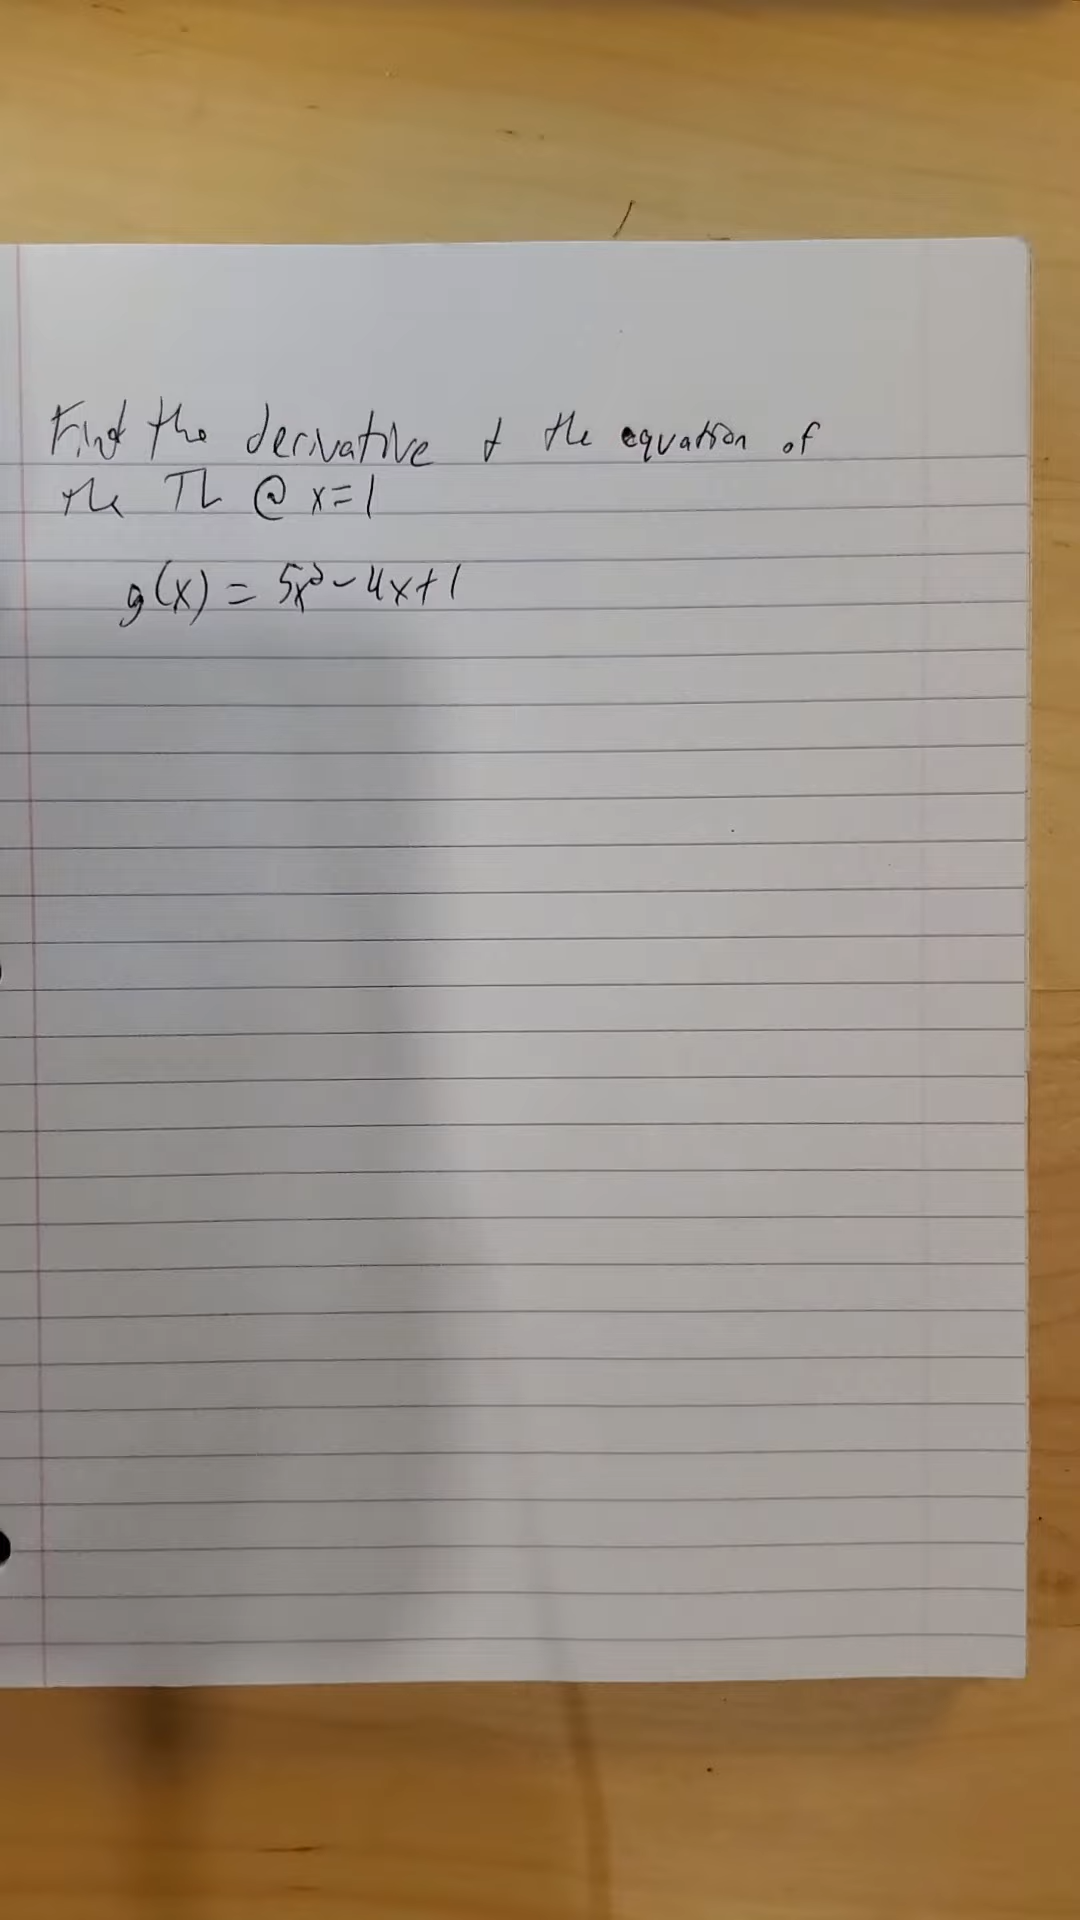 Find the derivative & the equation of
the TL @ x=1
g(x) = 5x² - 4x + 1